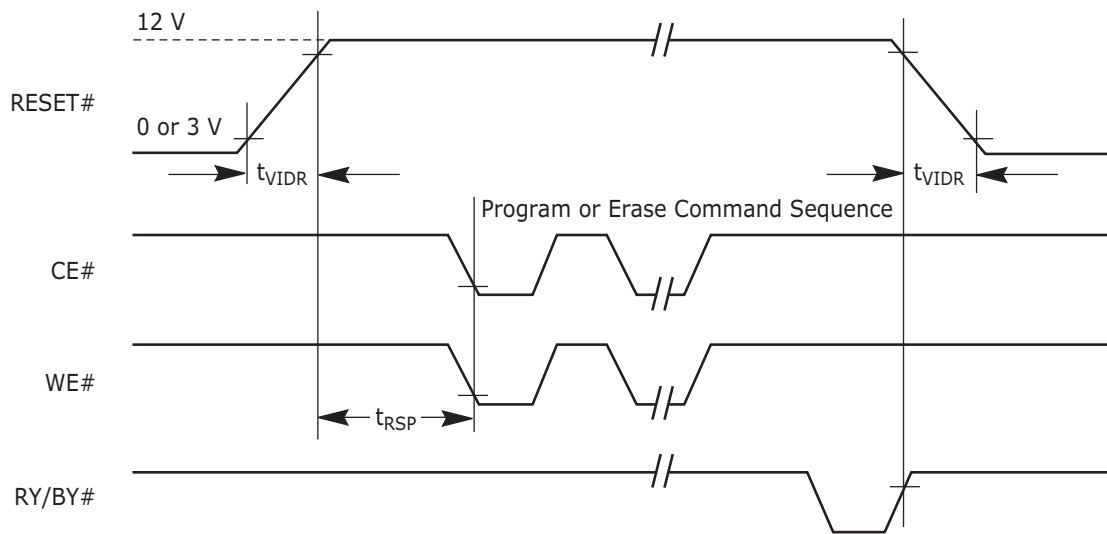 12 V
RESET#
0 or 3 V
tVIDR
tVIDR
Program or Erase Command Sequence
CE#
WE#
tRSP
RY/BY#